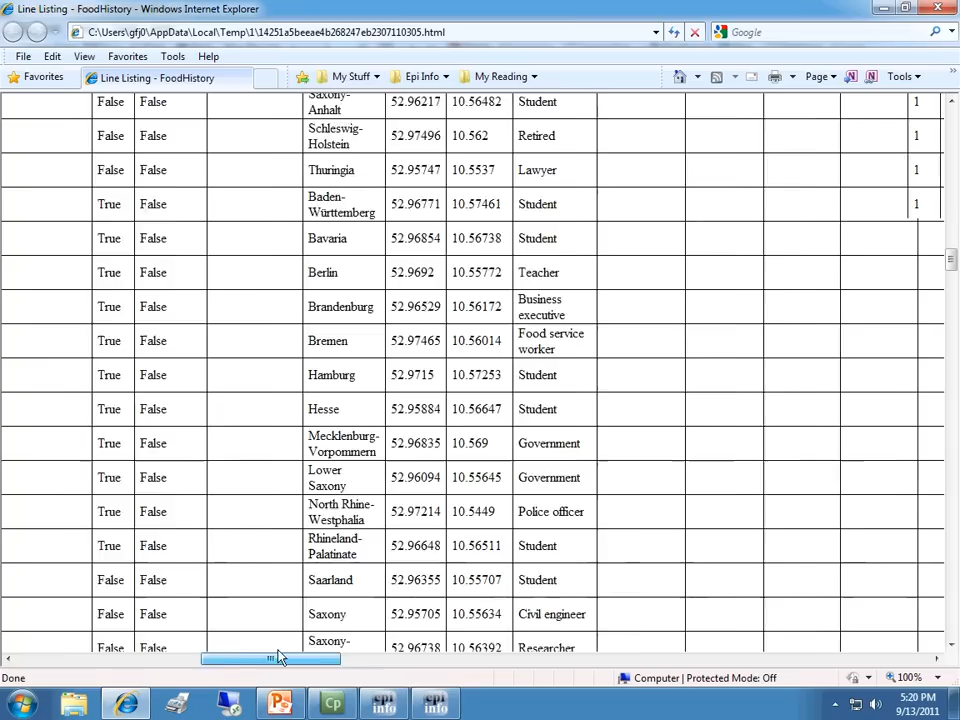 Line Listing - FoodHistory - Windows Internet Explorer
C:\Users\gfj0\AppData\Local\Temp\1\14251a5beeae4b268247eb2307110305.html
Google
File Edit View Favorites Tools Help
Favorites Line Listing - FoodHistory My Stuff Epi Info My Reading Page Tools
False False Saxony-Anhalt 52.96217 10.56482 Student 1
False False Schleswig-Holstein 52.97496 10.562 Retired 1
False False Thuringia 52.95747 10.5537 Lawyer 1
True False Baden-Württemberg 52.96771 10.57461 Student 1
True False Bavaria 52.96854 10.56738 Student
True False Berlin 52.9692 10.55772 Teacher
True False Brandenburg 52.96529 10.56172 Business executive
True False Bremen 52.97465 10.56014 Food service worker
True False Hamburg 52.9715 10.57253 Student
True False Hesse 52.95884 10.56647 Student
True False Mecklenburg-Vorpommern 52.96835 10.569 Government
True False Lower Saxony 52.96094 10.55645 Government
True False North Rhine-Westphalia 52.97214 10.5449 Police officer
True False Rhineland-Palatinate 52.96648 10.56511 Student
False False Saarland 52.96355 10.55707 Student
False False Saxony 52.95705 10.55634 Civil engineer
False False Saxony- 52.96738 10.56392 Researcher
Done Computer | Protected Mode: Off 100%
Cp epi info epi info 5:20 PM
9/13/2011